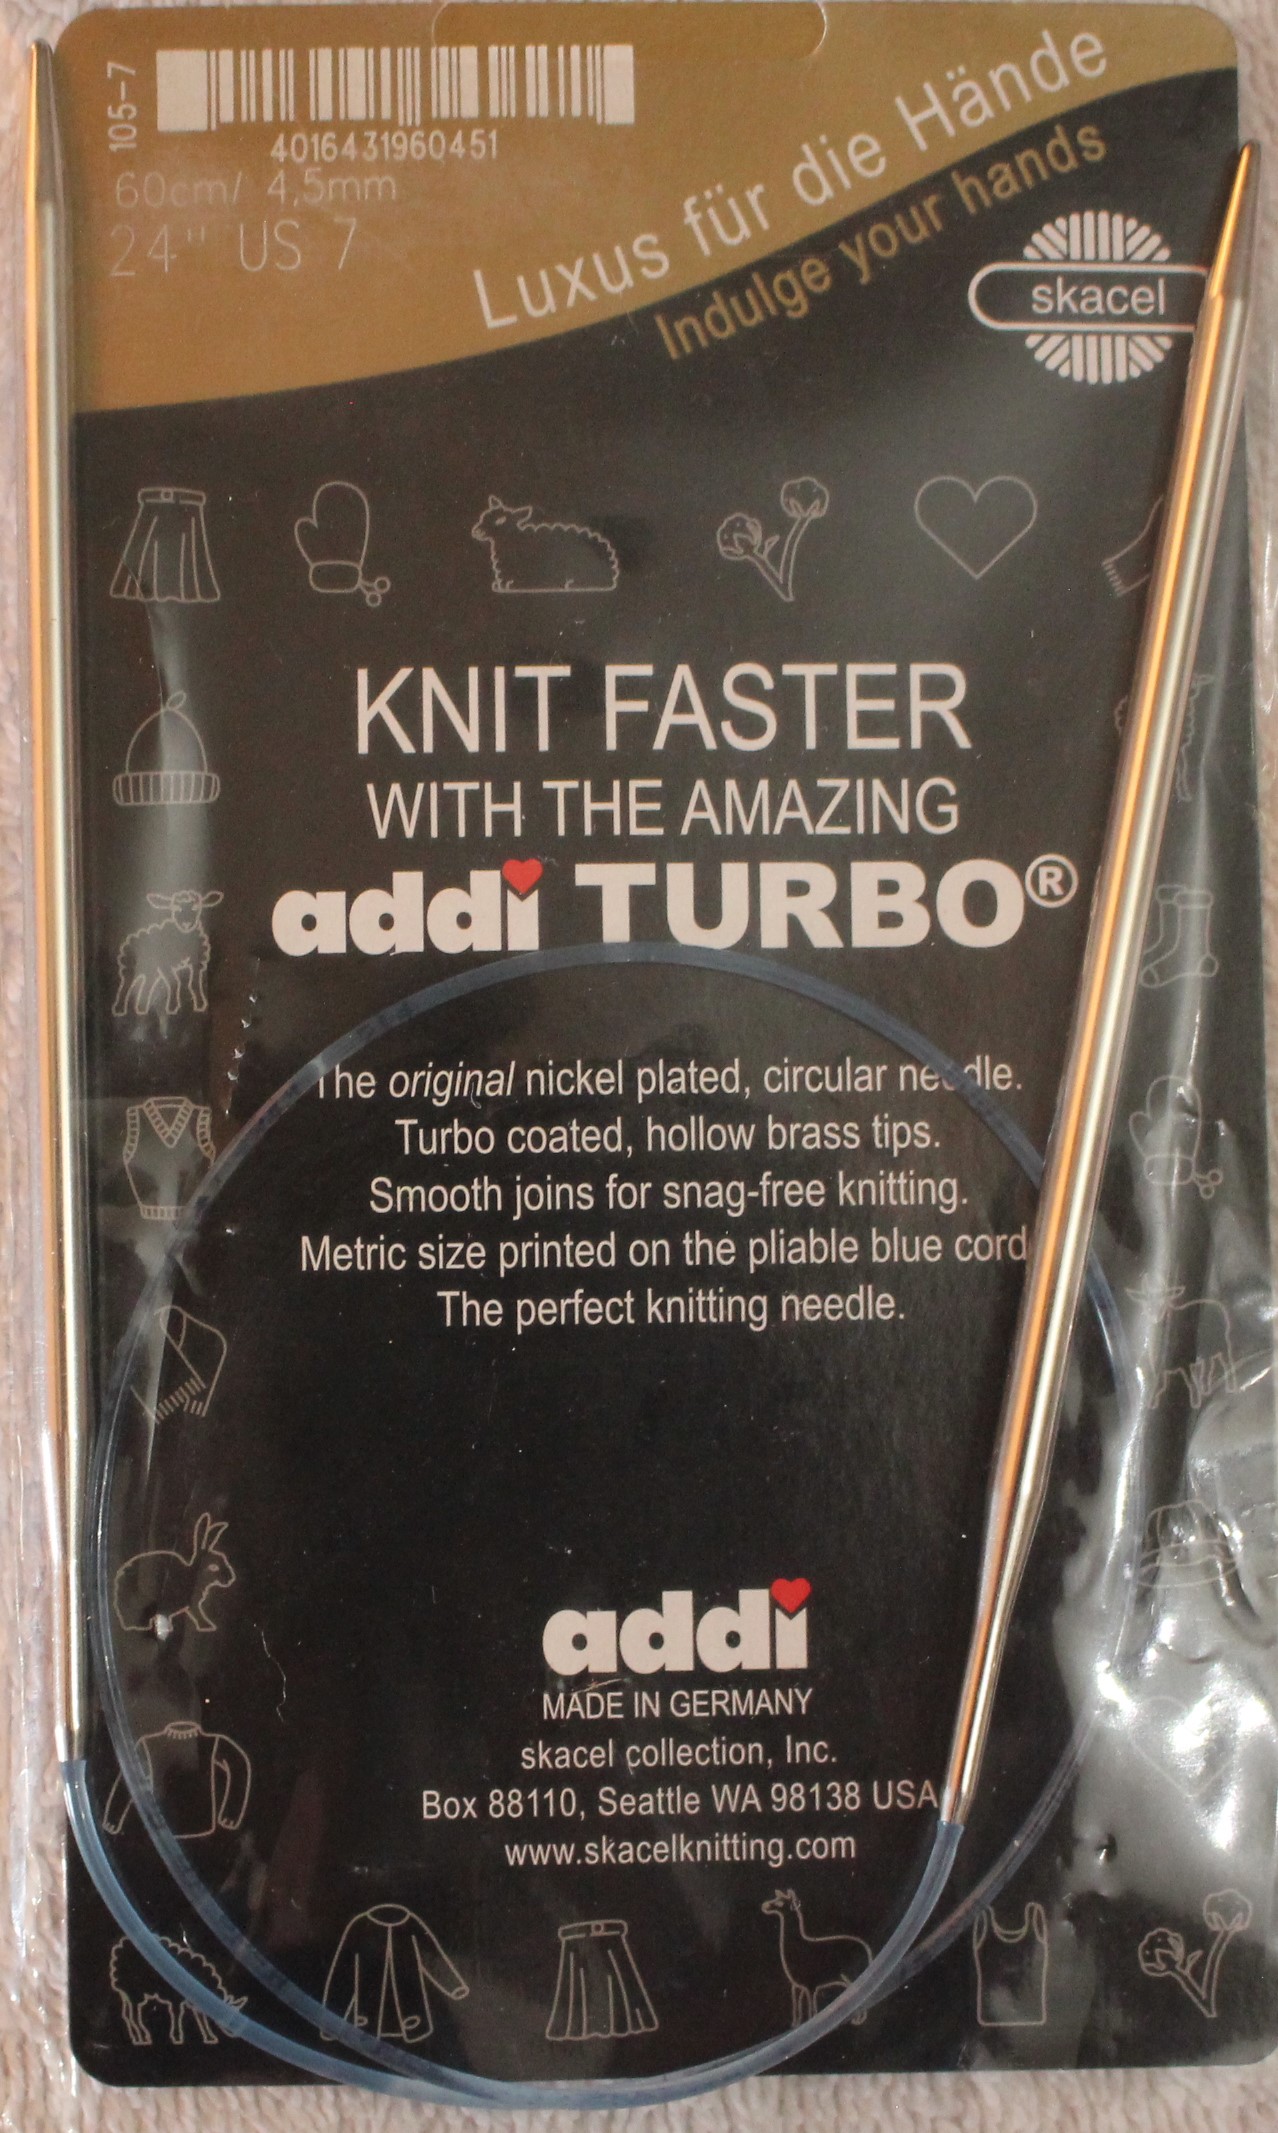 105-7
4016431960451
60cm/ 4,5mm
24" US 7
Luxus für die Hände
Indulge your hands
skacel
KNIT FASTER
WITH THE AMAZING
addi TURBO®
The original nickel plated, circular needle.
Turbo coated, hollow brass tips.
Smooth joins for snag-free knitting.
Metric size printed on the pliable blue cord
The perfect knitting needle.
addi
MADE IN GERMANY
skacel collection, Inc.
Box 88110, Seattle WA 98138 USA
www.skacelknitting.com